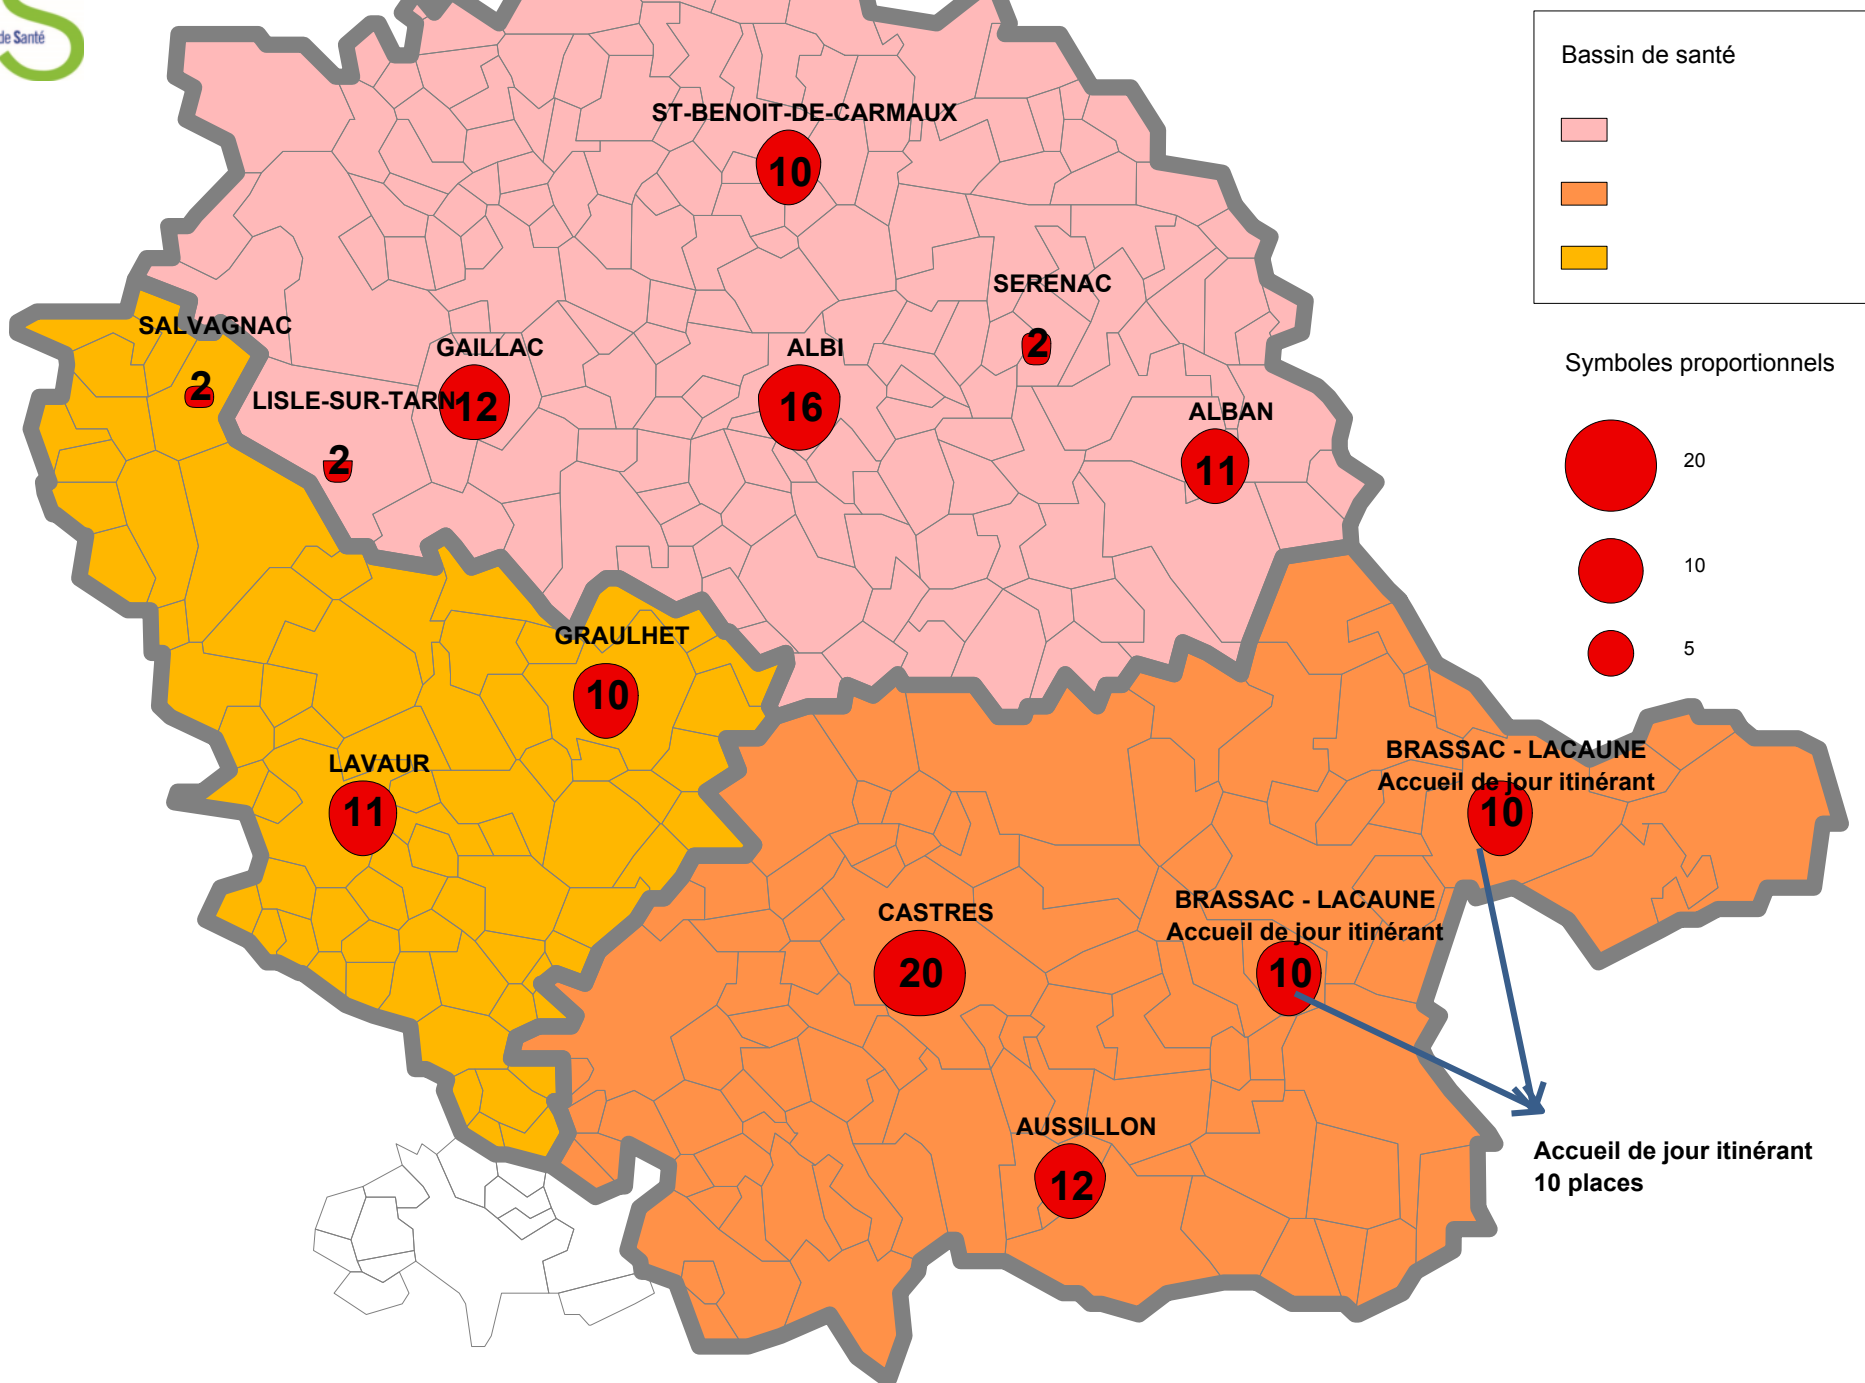 de Santé
Bassin de santé
ST-BENOIT-DE-CARMAUX
10
SERENAC
2
SALVAGNAC
2
GAILLAC
12
ALBI
16
LISLE-SUR-TARN
2
ALBAN
11
Symboles proportionnels
20
10
5
GRAULHET
10
LAVAUR
11
BRASSAC - LACAUNE
Accueil de jour itinérant
10
BRASSAC - LACAUNE
Accueil de jour itinérant
10
CASTRES
20
AUSSILLON
12
Accueil de jour itinérant
10 places